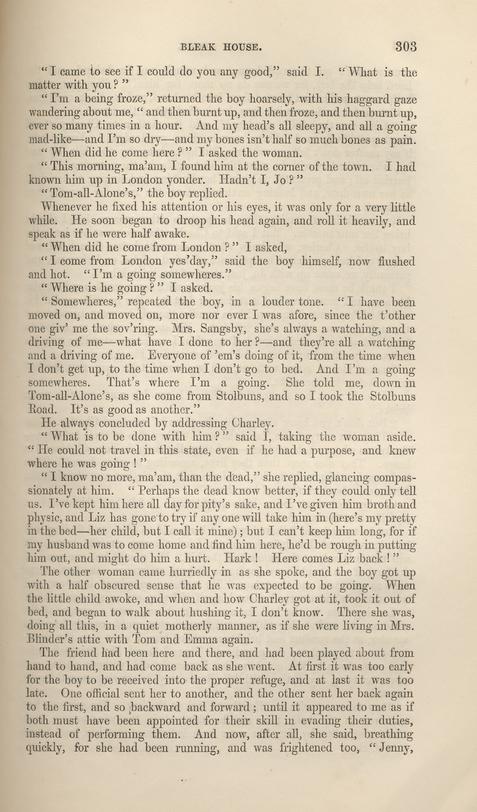 BLEAK HOUSE. 303
“ I came to see if I could do you any good,” said I. “ What is the
matter with you ? ”
“ I'm a being froze,” returned the boy hoarsely, with his haggard gaze
wandering about me, “ and then burnt up, and then froze, and then burnt up,
ever so many times in a hour. And my head's all sleepy, and all a going
mad-like—and I'm so dry—and my bones isn't half so much bones as pain.
“ When did he come here ? ” I asked the woman.
“ This morning, ma'am, I found him at the corner of the town. I had
known him up in London yonder. Hadn't I, Jo ? ”
“ Tom-all-Alone's,” the boy replied.
Whenever he fixed his attention or his eyes, it was only for a very little
while. He soon began to droop his head again, and roll it heavily, and
speak as if he were half awake.
“ When did he come from London ? ” I asked,
“ I come from London yes'day,” said the boy himself, now flushed
and hot. “ I'm a going somewheres.”
“ Where is he going ? ” I asked.
“ Somewheres,” repeated the boy, in a louder tone. “ I have been
moved on, and moved on, more nor ever I was afore, since the t'other
one giv' me the sov'ring. Mrs. Sangsby, she's always a watching, and a
driving of me—what have I done to her ?—and they're all a watching
and a driving of me. Everyone of 'em's doing of it, from the time when
I don't get up, to the time when I don't go to bed. And I'm a going
somewheres. That's where I'm a going. She told me, down in
Tom-all-Alone's, as she come from Stolbuns, and so I took the Stolbuns
Road. It's as good as another.”
He always concluded by addressing Charley.
“ What is to be done with him ? ” said I, taking the woman aside.
“ He could not travel in this state, even if he had a purpose, and knew
where he was going ! ”
“ I know no more, ma'am, than the dead,” she replied, glancing compas-
sionately at him. “ Perhaps the dead know better, if they could only tell
us. I've kept him here all day for pity's sake, and I've given him broth and
physic, and Liz has gone to try if any one will take him in (here's my pretty
in the bed—her child, but I call it mine) ; but I can't keep him long, for if
my husband was to come home and find him here, he'd be rough in putting
him out, and might do him a hurt. Hark ! Here comes Liz back ! ”
The other woman came hurriedly in as she spoke, and the boy got up
with a half obscured sense that he was expected to be going. When
the little child awoke, and when and how Charley got at it, took it out of
bed, and began to walk about hushing it, I don't know. There she was,
doing all this, in a quiet motherly manner, as if she were living in Mrs.
Blinder's attic with Tom and Emma again.
The friend had been here and there, and had been played about from
hand to hand, and had come back as she went. At first it was too early
for the boy to be received into the proper refuge, and at last it was too
late. One official sent her to another, and the other sent her back again
to the first, and so backward and forward ; until it appeared to me as if
both must have been appointed for their skill in evading their duties,
instead of performing them. And now, after all, she said, breathing
quickly, for she had been running, and was frightened too, “ Jenny,